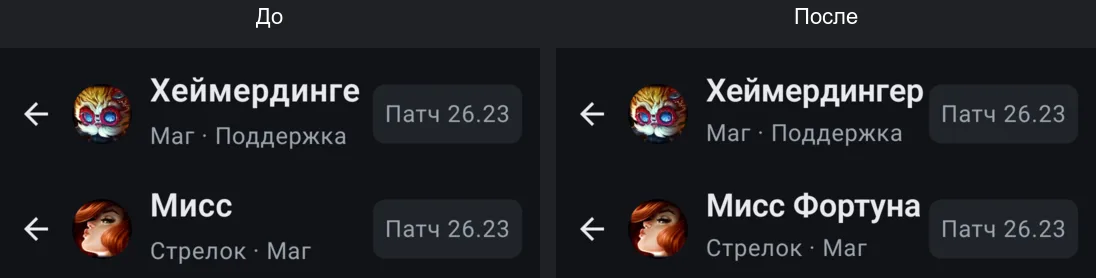 До
После
Хеймердинге
Маг · Поддержка
Патч 26.23
Мисс
Стрелок · Маг
Патч 26.23
Хеймердингер
Маг · Поддержка
Патч 26.23
Мисс Фортуна
Стрелок · Маг
Патч 26.23